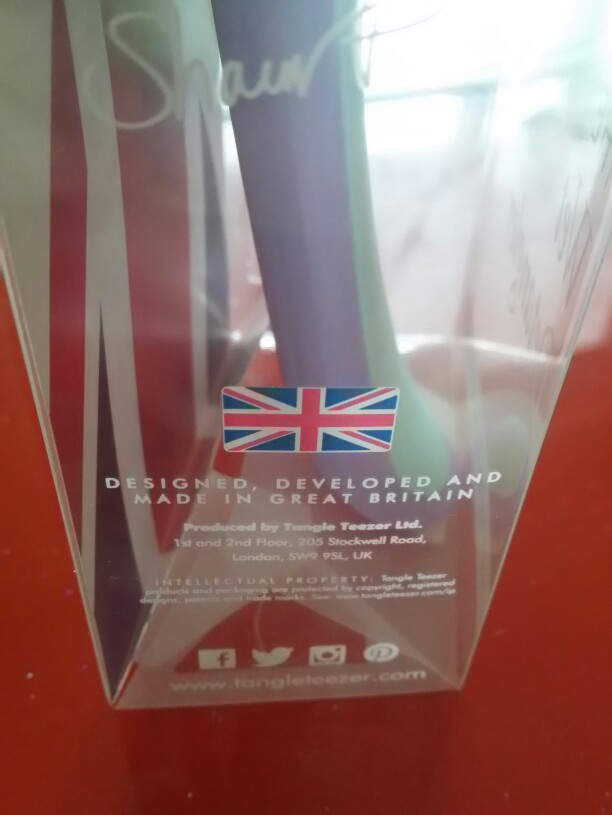 Shaun P
DESIGNED, DEVELOPED AND
MADE IN GREAT BRITAIN
Produced by Tangle Teezer Ltd.
1st and 2nd Floor, 205 Stockwell Road,
London, SW9 9SL, UK
INTELLECTUAL PROPERTY: Tangle Teezer
products and packaging are protected by copyright, registered
designs, patents and trade marks. See: www.tangleteezer.com/ip
www.tangleteezer.com